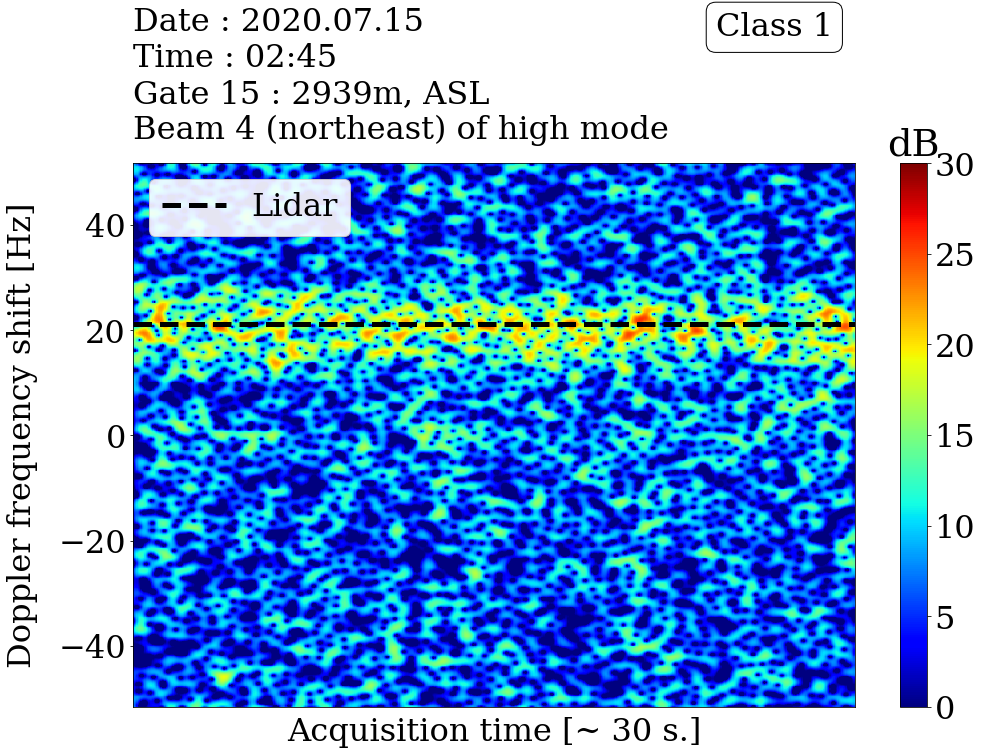 Date : 2020.07.15
Time : 02:45
Gate 15 : 2939m, ASL
Beam 4 (northeast) of high mode
Class 1
dB
Lidar
Doppler frequency shift [Hz]
40
20
0
−20
−40
30
25
20
15
10
5
0
Acquisition time [~ 30 s.]